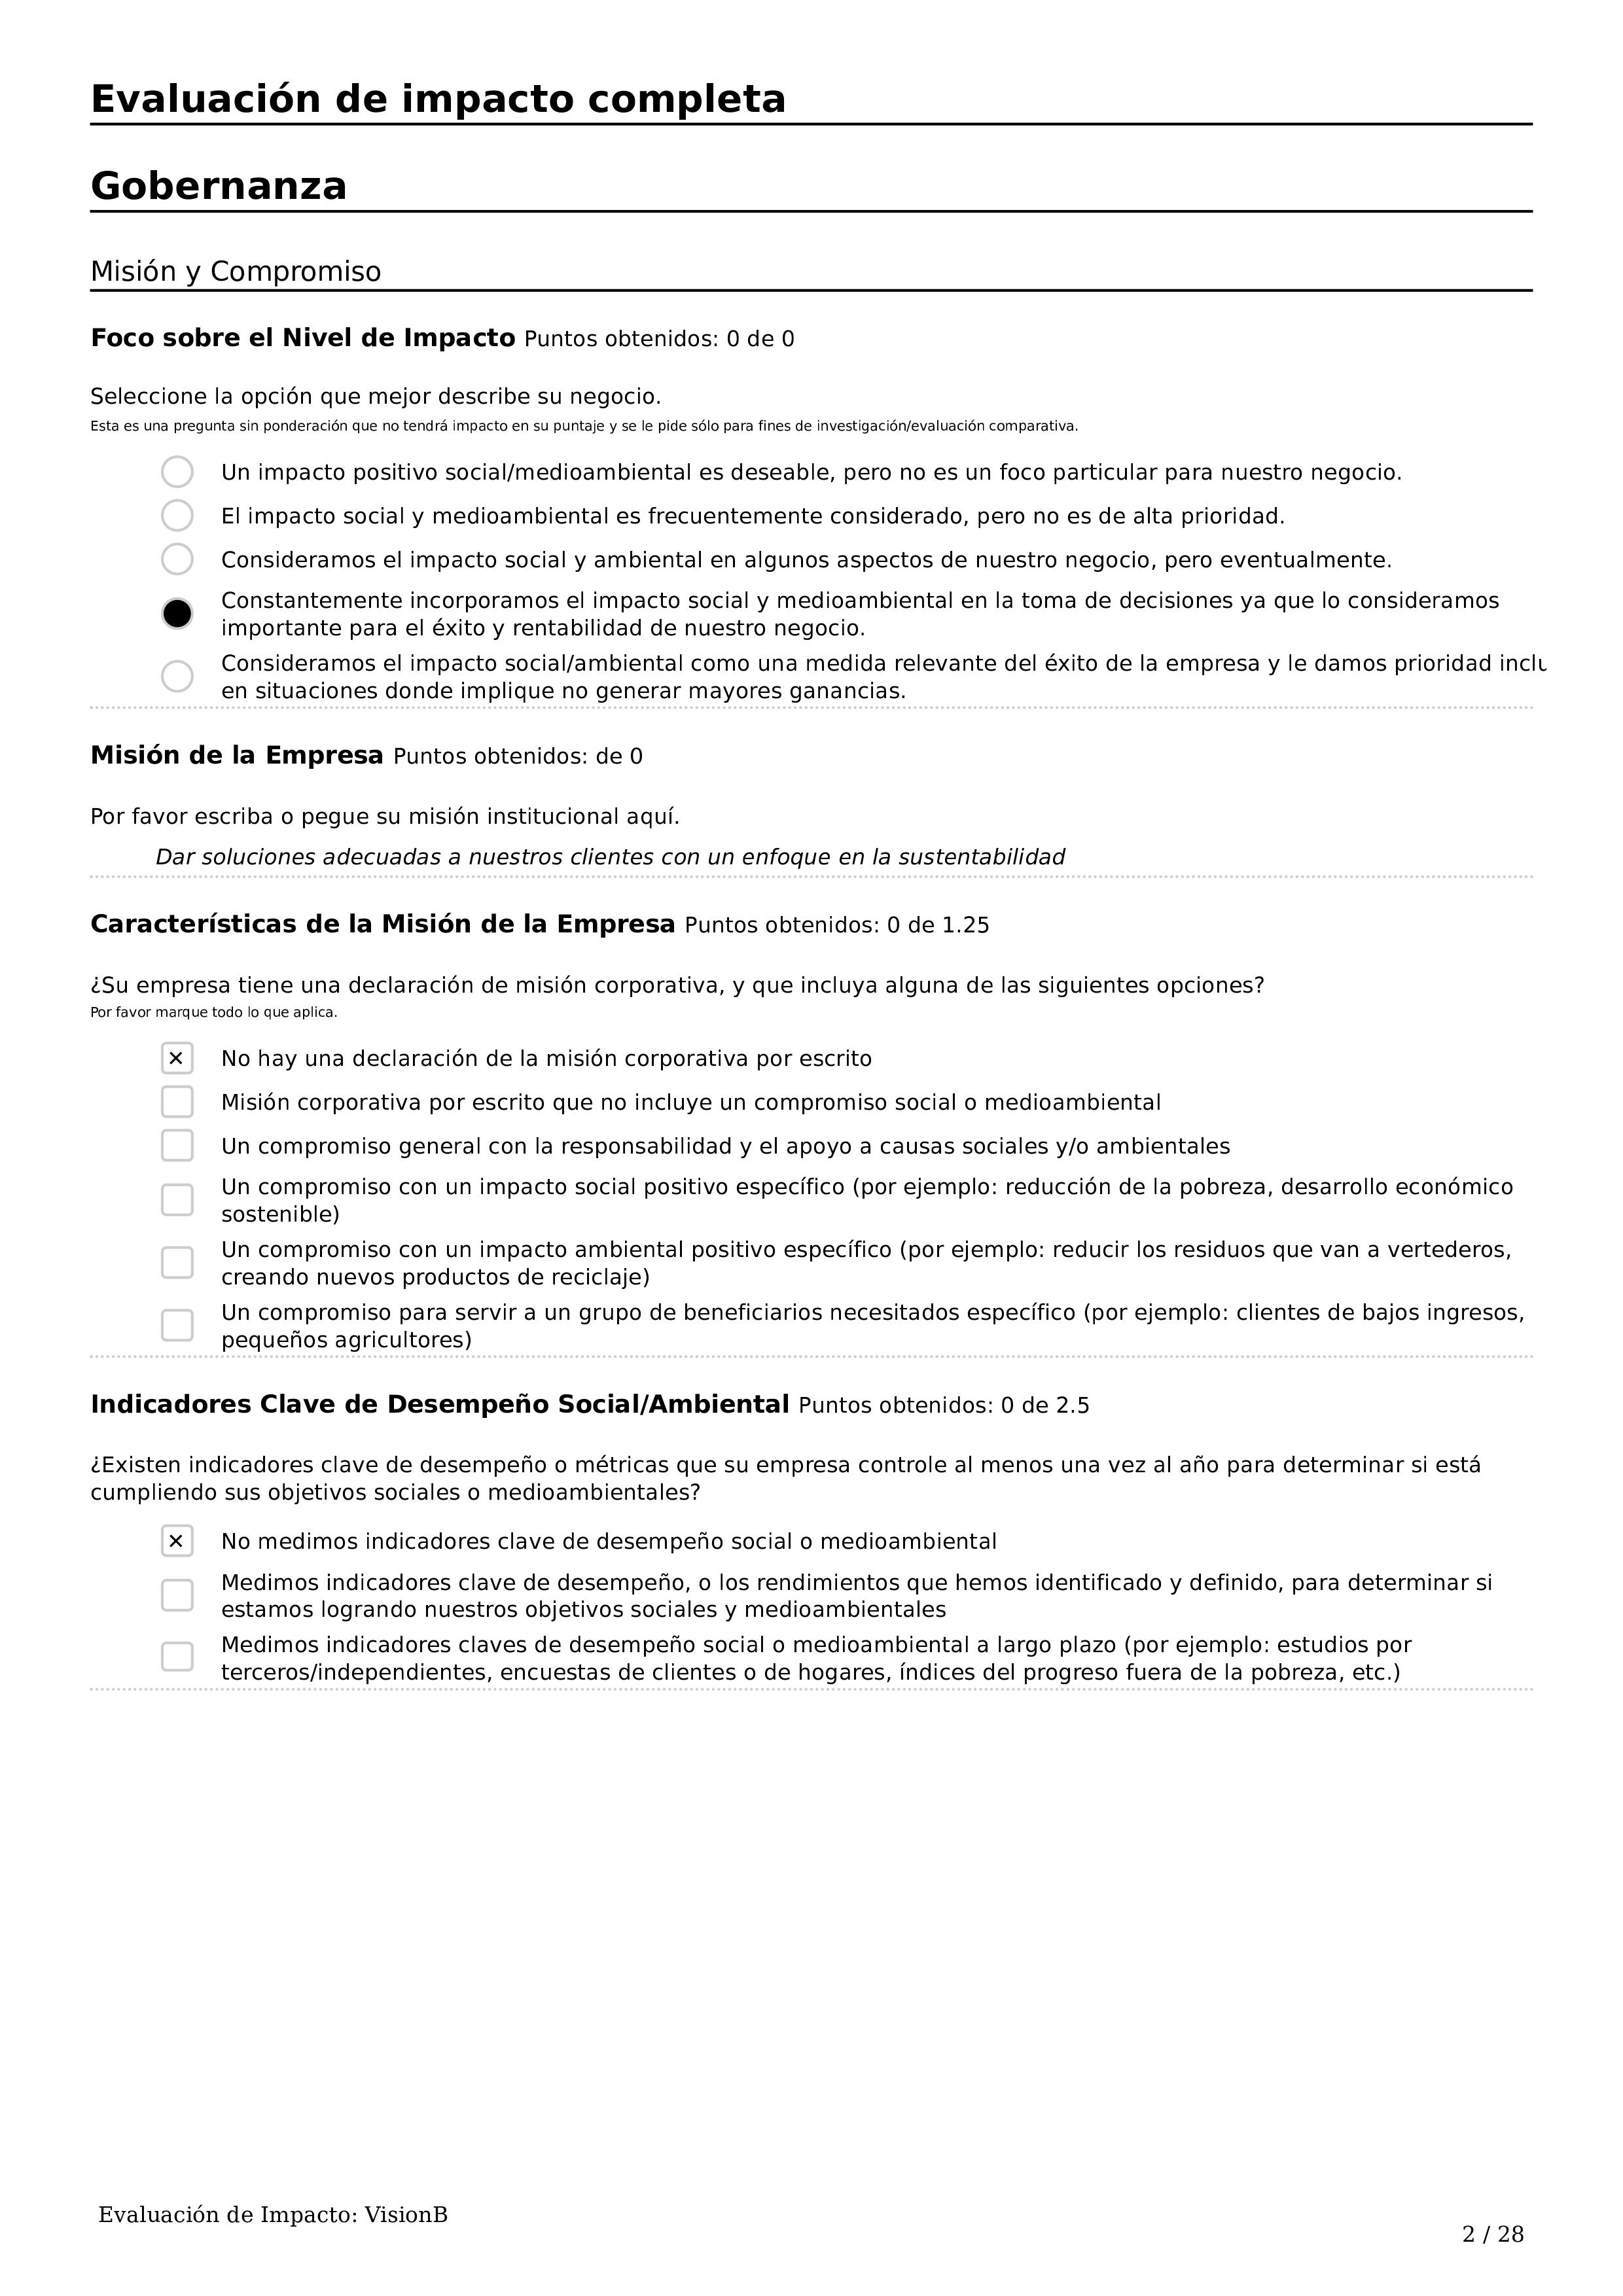 Evaluación de impacto completa
Gobernanza
Misión y Compromiso
Foco sobre el Nivel de Impacto Puntos obtenidos: 0 de 0
Seleccione la opción que mejor describe su negocio.
Esta es una pregunta sin ponderación que no tendrá impacto en su puntaje y se le pide sólo para fines de investigación/evaluación comparativa.
Un impacto positivo social/medioambiental es deseable, pero no es un foco particular para nuestro negocio.
El impacto social y medioambiental es frecuentemente considerado, pero no es de alta prioridad.
Consideramos el impacto social y ambiental en algunos aspectos de nuestro negocio, pero eventualmente.
Constantemente incorporamos el impacto social y medioambiental en la toma de decisiones ya que lo consideramos
importante para el éxito y rentabilidad de nuestro negocio.
Consideramos el impacto social/ambiental como una medida relevante del éxito de la empresa y le damos prioridad inclu
en situaciones donde implique no generar mayores ganancias.
Misión de la Empresa Puntos obtenidos: de 0
Por favor escriba o pegue su misión institucional aquí.
Dar soluciones adecuadas a nuestros clientes con un enfoque en la sustentabilidad
Características de la Misión de la Empresa Puntos obtenidos: 0 de 1.25
¿Su empresa tiene una declaración de misión corporativa, y que incluya alguna de las siguientes opciones?
Por favor marque todo lo que aplica.
No hay una declaración de la misión corporativa por escrito
Misión corporativa por escrito que no incluye un compromiso social o medioambiental
Un compromiso general con la responsabilidad y el apoyo a causas sociales y/o ambientales
Un compromiso con un impacto social positivo específico (por ejemplo: reducción de la pobreza, desarrollo económico
sostenible)
Un compromiso con un impacto ambiental positivo específico (por ejemplo: reducir los residuos que van a vertederos,
creando nuevos productos de reciclaje)
Un compromiso para servir a un grupo de beneficiarios necesitados específico (por ejemplo: clientes de bajos ingresos,
pequeños agricultores)
Indicadores Clave de Desempeño Social/Ambiental Puntos obtenidos: 0 de 2.5
¿Existen indicadores clave de desempeño o métricas que su empresa controle al menos una vez al año para determinar si está
cumpliendo sus objetivos sociales o medioambientales?
No medimos indicadores clave de desempeño social o medioambiental
Medimos indicadores clave de desempeño, o los rendimientos que hemos identificado y definido, para determinar si
estamos logrando nuestros objetivos sociales y medioambientales
Medimos indicadores claves de desempeño social o medioambiental a largo plazo (por ejemplo: estudios por
terceros/independientes, encuestas de clientes o de hogares, índices del progreso fuera de la pobreza, etc.)
Evaluación de Impacto: VisionB
2 / 28